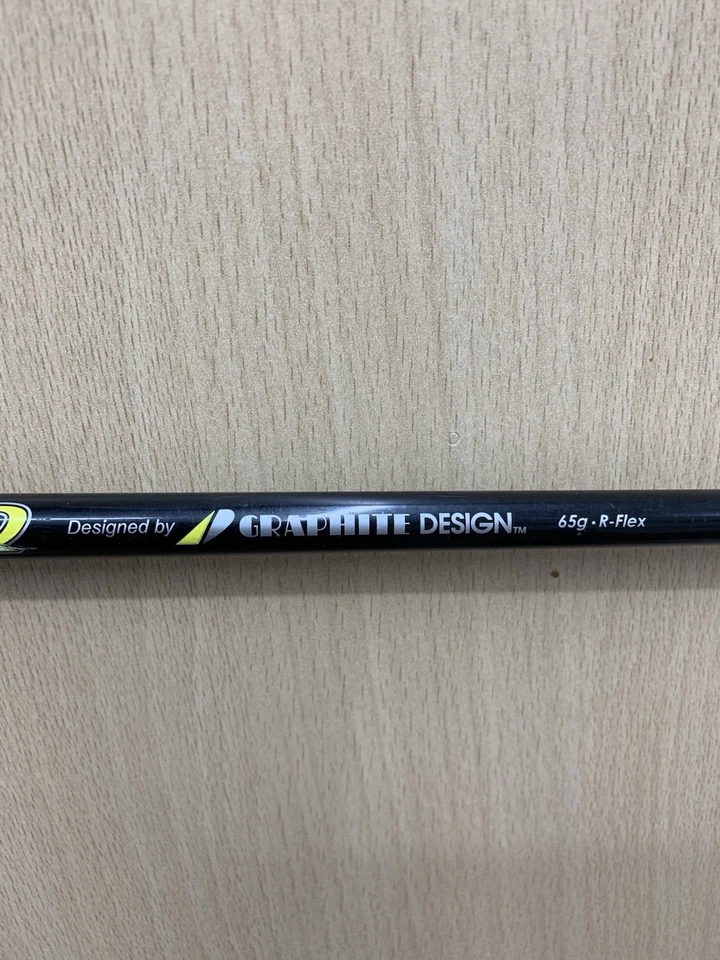 Designed by GRAPHITE DESIGN™ 65g • R-Flex